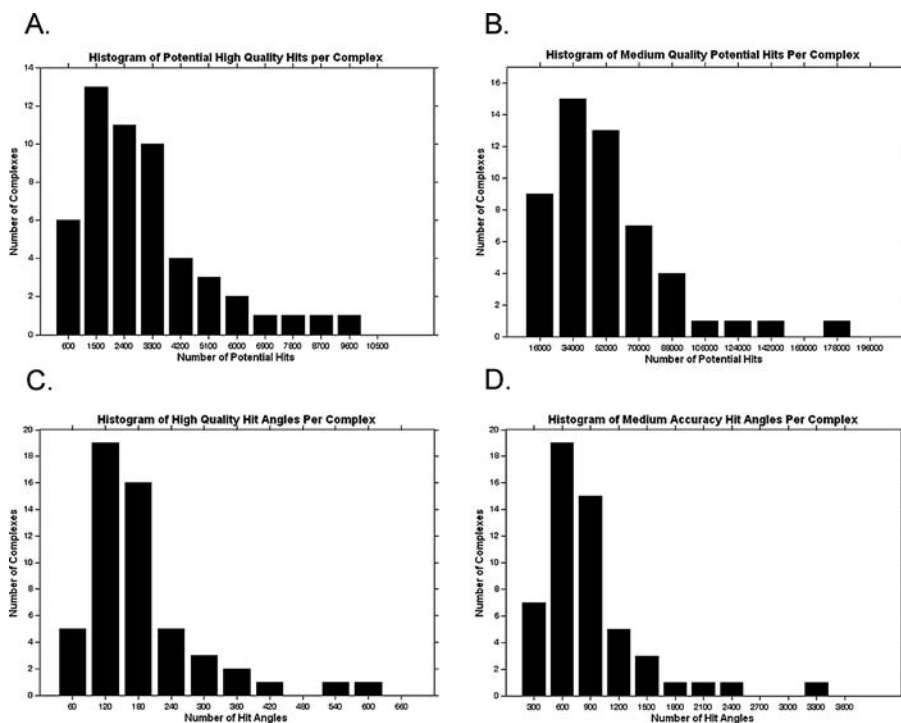 A.
Histogram of Potential High Quality Hits per Complex
14
12
10
8
6
4
2
0
Number of Complexes
600 1500 2400 3300 4200 5100 6000 6900 7800 8700 9600 10500
Number of Potential Hits
B.
Histogram of Medium Quality Potential Hits Per Complex
16
14
12
10
8
6
4
2
0
Number of Complexes
16000 34000 52000 70000 88000 106000 124000 142000 160000 178000 196000
Number of Potential Hits
C.
Histogram of High Quality Hit Angles Per Complex
20
18
16
14
12
10
8
6
4
2
0
Number of Complexes
60 120 180 240 300 360 420 480 540 600 660
Number of Hit Angles
D.
Histogram of Medium Accuracy Hit Angles Per Complex
20
18
16
14
12
10
8
6
4
2
0
Number of Complexes
300 600 900 1200 1500 1800 2100 2400 2700 3000 3300 3600
Number of Hit Angles